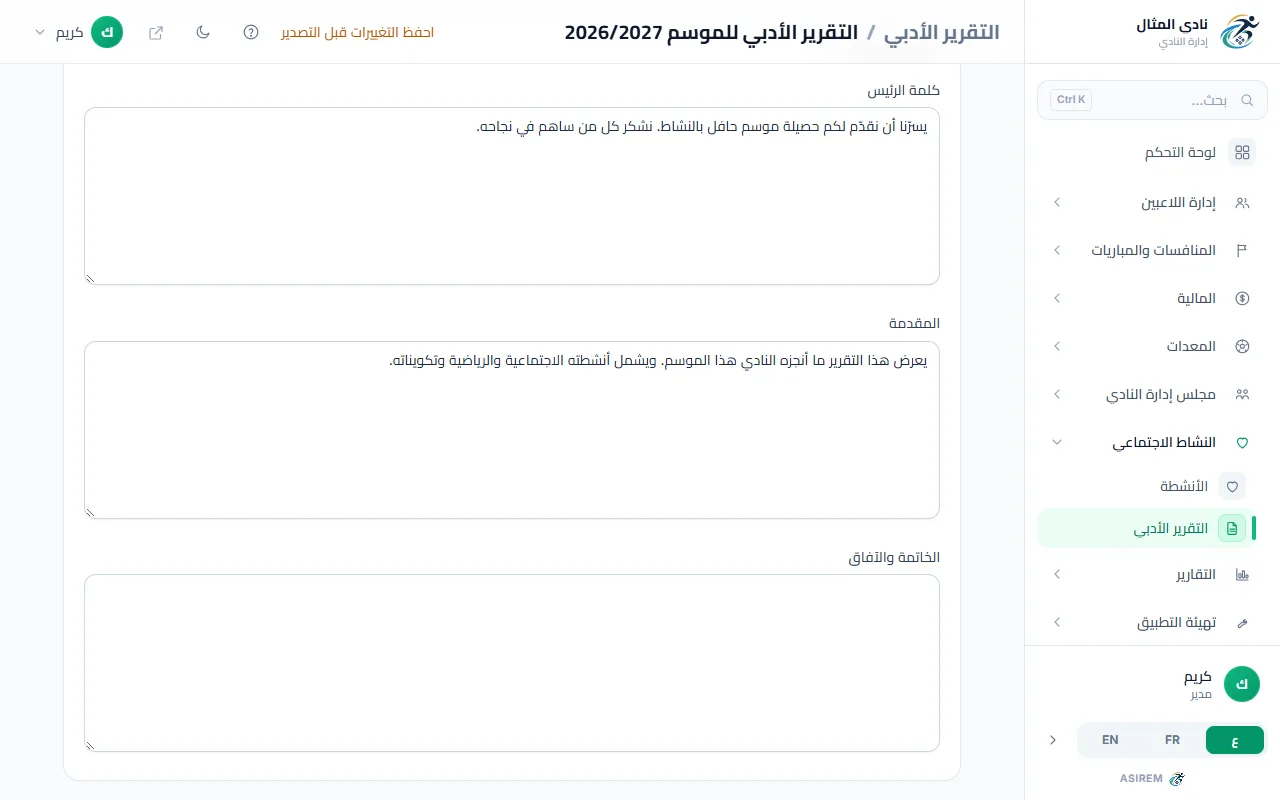 نادي المثال
إدارة النادي
بحث...
Ctrl K
لوحة التحكم
إدارة اللاعبين
المنافسات والمباريات
المالية
المعدات
مجلس إدارة النادي
النشاط الاجتماعي
الأنشطة
التقرير الأدبي
التقارير
تهيئة التطبيق
ك
كريم
مدير
ع
FR
EN
ASIREM
التقرير الأدبي / التقرير الأدبي للموسم 2026/2027
احفظ التغييرات قبل التصدير
ك
كريم
كلمة الرئيس
يسرّنا أن نقدّم لكم حصيلة موسم حافل بالنشاط. نشكر كل من ساهم في نجاحه.
المقدمة
يعرض هذا التقرير ما أنجزه النادي هذا الموسم. ويشمل أنشطته الاجتماعية والرياضية وتكويناته.
الخاتمة والآفاق